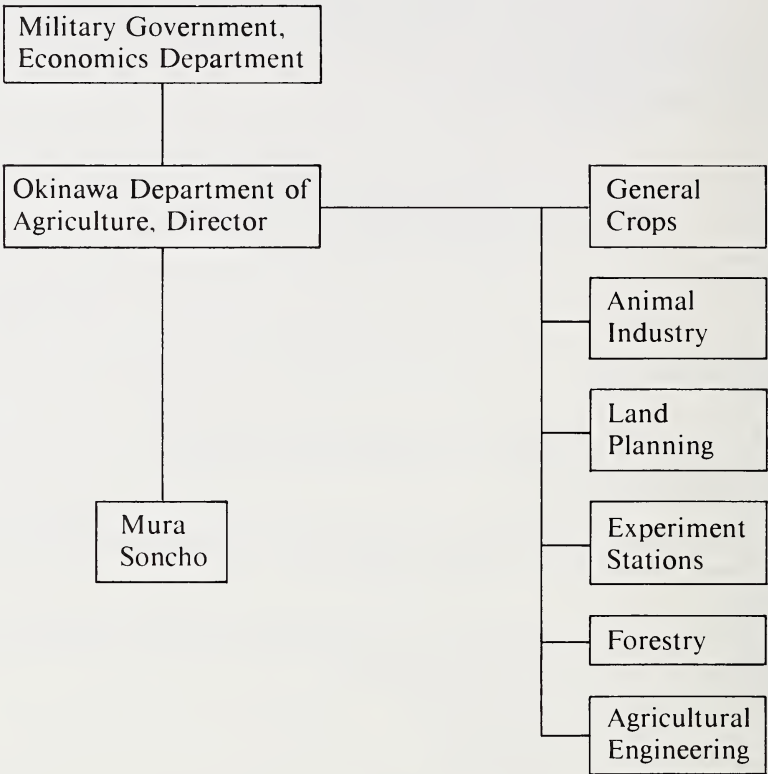 Military Government,
Economics Department
Okinawa Department of
Agriculture, Director
Mura
Soncho
General
Crops
Animal
Industry
Land
Planning
Experiment
Stations
Forestry
Agricultural
Engineering